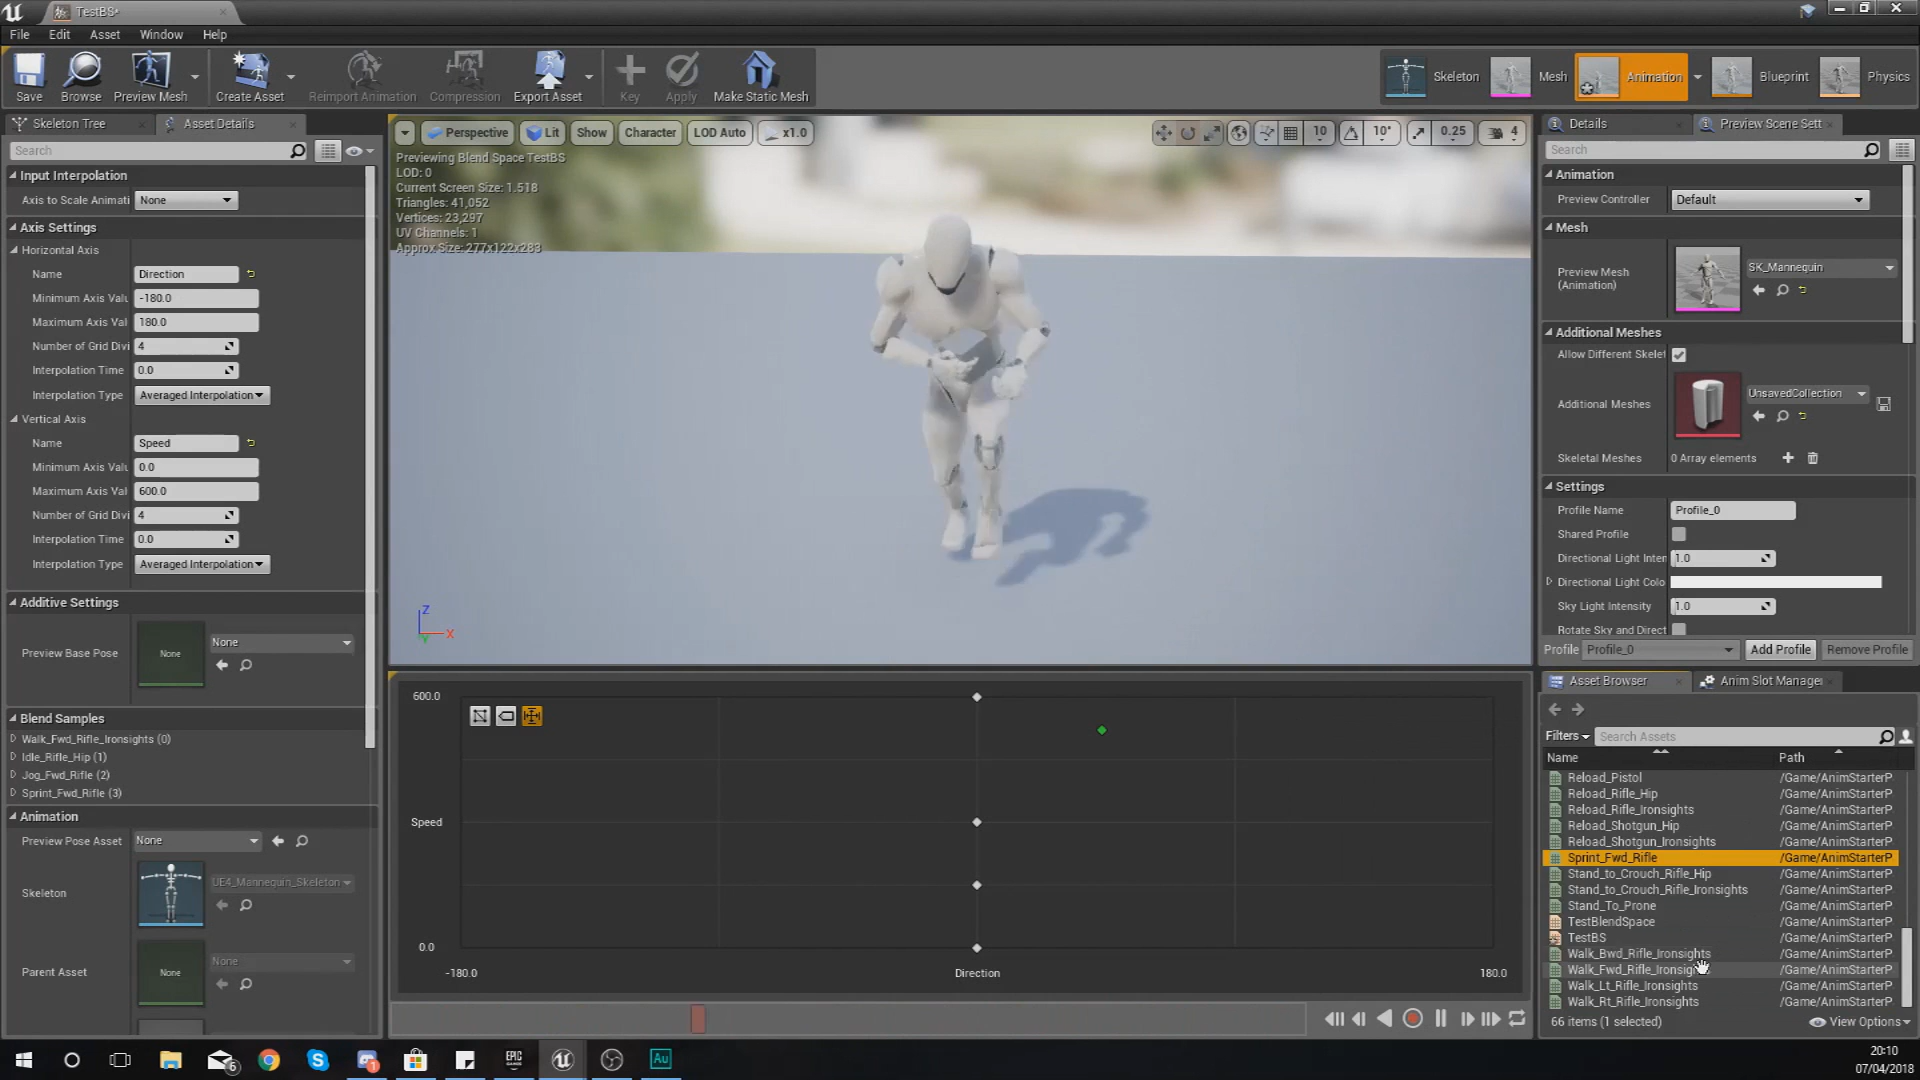 TestBS*
File Edit Asset Window Help
Save Browse Preview Mesh Create Asset Reimport Animation Compression Export Asset Key Apply Make Static Mesh
Skeleton Mesh Animation Blueprint Physics
Skeleton Tree Asset Details
Search
Input Interpolation
Axis to Scale Animati None
Axis Settings
Horizontal Axis
Name Direction
Minimum Axis Valu -180.0
Maximum Axis Val 180.0
Number of Grid Divi 4
Interpolation Time 0.0
Interpolation Type Averaged Interpolation
Vertical Axis
Name Speed
Minimum Axis Valu 0.0
Maximum Axis Val 600.0
Number of Grid Divi 4
Interpolation Time 0.0
Interpolation Type Averaged Interpolation
Additive Settings
Preview Base Pose None None
Blend Samples
Walk_Fwd_Rifle_Ironsights (0)
Idle_Rifle_Hip (1)
Jog_Fwd_Rifle (2)
Sprint_Fwd_Rifle (3)
Animation
Preview Pose Asset None
Skeleton UE4_Mannequin_Skeleton
Parent Asset None None
Perspective Lit Show Character LOD Auto x1.0 10 10° 0.25 4
Previewing Blend Space TestBS
LOD: 0
Current Screen Size: 1.518
Triangles: 41,052
Vertices: 23,297
UV Channels: 1
Approx Size: 277x122x283
Z
X
Y
600.0
Speed
0.0
-180.0 Direction 180.0
Details Preview Scene Sett
Search
Animation
Preview Controller Default
Mesh
Preview Mesh (Animation) SK_Mannequin
Additional Meshes
Allow Different Skelet
Additional Meshes UnsavedCollection
Skeletal Meshes 0 Array elements
Settings
Profile Name Profile_0
Shared Profile
Directional Light Inten 1.0
Directional Light Colo
Sky Light Intensity 1.0
Rotate Sky and Direct
Profile Profile_0 Add Profile Remove Profile
Asset Browser Anim Slot Manager
Filters Search Assets
Name Path
Reload_Pistol /Game/AnimStarterP
Reload_Rifle_Hip /Game/AnimStarterP
Reload_Rifle_Ironsights /Game/AnimStarterP
Reload_Shotgun_Hip /Game/AnimStarterP
Reload_Shotgun_Ironsights /Game/AnimStarterP
Sprint_Fwd_Rifle /Game/AnimStarterP
Stand_to_Crouch_Rifle_Hip /Game/AnimStarterP
Stand_to_Crouch_Rifle_Ironsights /Game/AnimStarterP
Stand_To_Prone /Game/AnimStarterP
TestBlendSpace /Game/AnimStarterP
TestBS /Game/AnimStarterP
Walk_Bwd_Rifle_Ironsights /Game/AnimStarterP
Walk_Fwd_Rifle_Ironsights /Game/AnimStarterP
Walk_Lt_Rifle_Ironsights /Game/AnimStarterP
Walk_Rt_Rifle_Ironsights /Game/AnimStarterP
66 items (1 selected) View Options
6 1 EPIC GAMES Au
20:10
07/04/2018